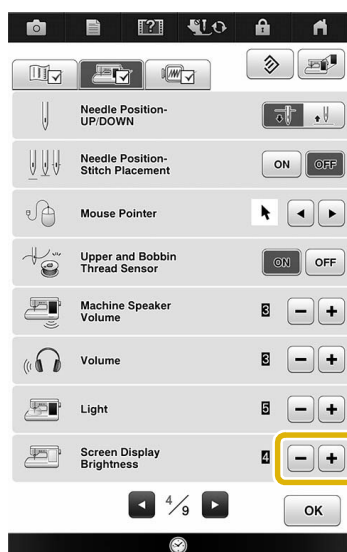 Needle Position-
UP/DOWN
Needle Position-
Stitch Placement
ON OFF
Mouse Pointer
Upper and Bobbin
Thread Sensor
ON OFF
Machine Speaker
Volume
3 − +
Volume
3 − +
Light
5 − +
Screen Display
Brightness
4 − +
4/9
OK